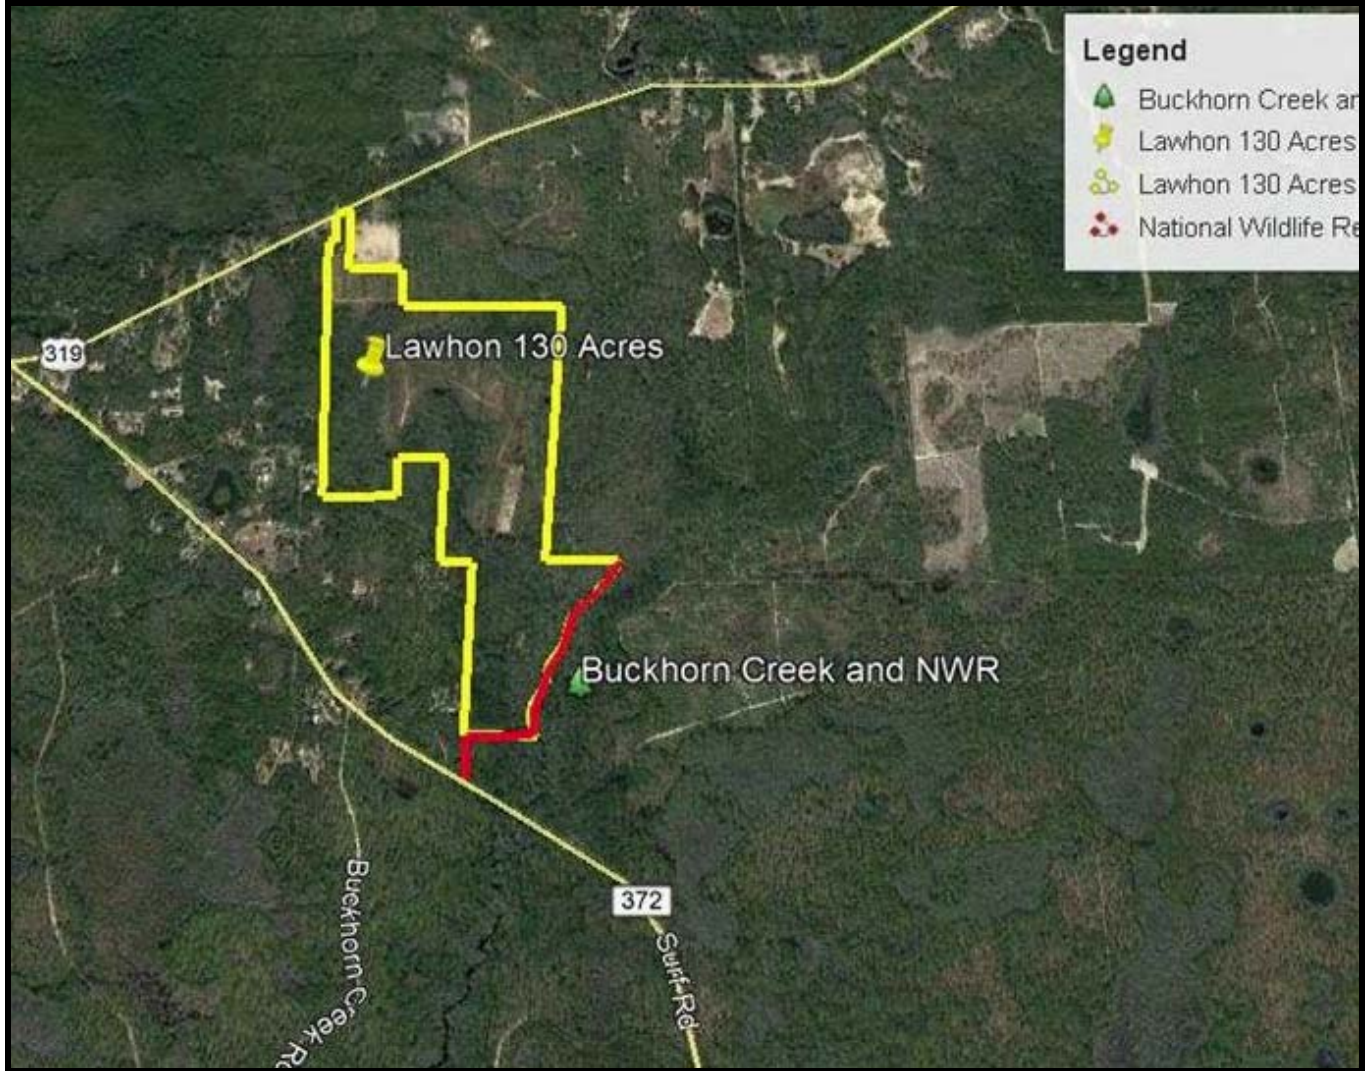 Legend
Buckhorn Creek ar
Lawhon 130 Acres
Lawhon 130 Acres
National Wildlife Re
319
Lawhon 130 Acres
Buckhorn Creek and NWR
372
Surf Rd
Buckhorn Creek Rd